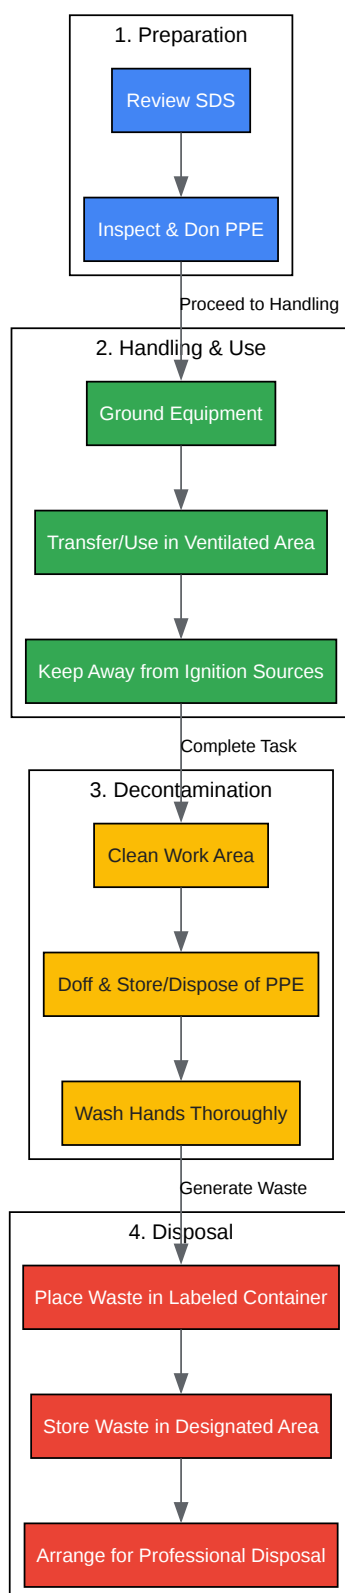 1. Preparation
Review SDS
Inspect & Don PPE
Proceed to Handling
2. Handling & Use
Ground Equipment
Transfer/Use in Ventilated Area
Keep Away from Ignition Sources
Complete Task
3. Decontamination
Clean Work Area
Doff & Store/Dispose of PPE
Wash Hands Thoroughly
Generate Waste
4. Disposal
Place Waste in Labeled Container
Store Waste in Designated Area
Arrange for Professional Disposal